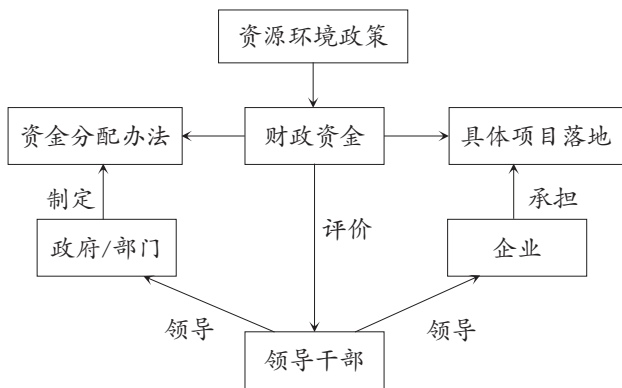 资源环境政策
资金分配办法
财政资金
具体项目落地
制定
评价
承担
政府/部门
企业
领导
领导
领导干部